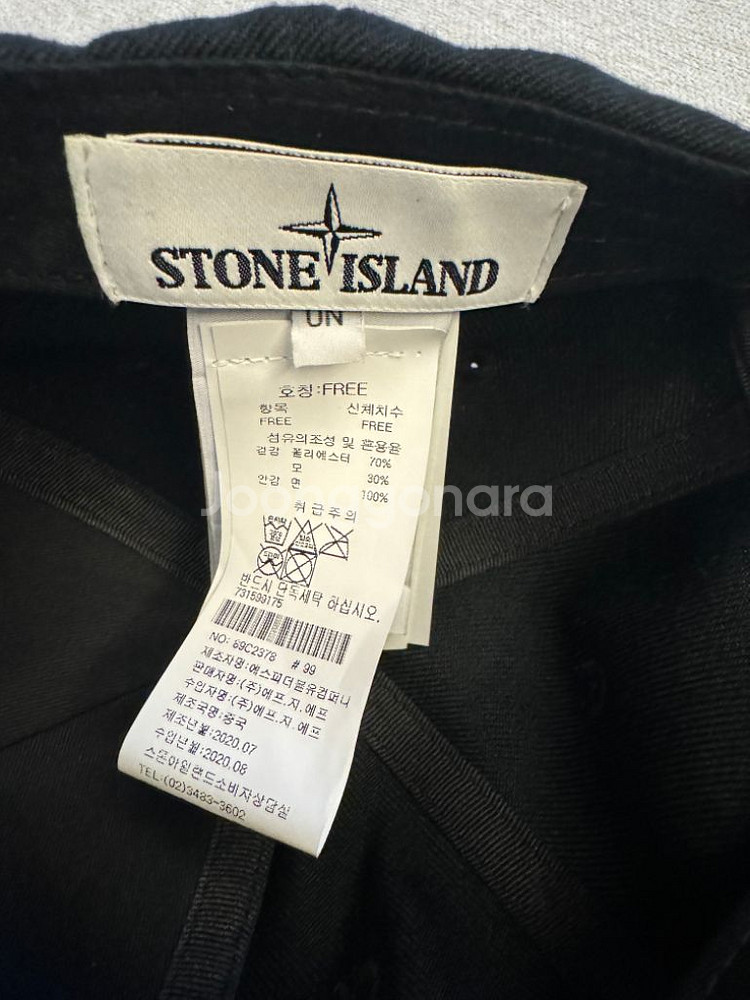 STONE ISLAND
UN
호칭:FREE
항목 신체치수
FREE FREE
섬유의조성 및 혼용율
겉감 폴리에스터 70%
모 30%
안감 면 100%
Joonggonara
취급주의
반드시 단독세탁 하십시오.
731599175
NO: 69C2378 # 99
제조자명:에스피더블유컴퍼니
판매자명:(주)에프.지.에프
수입자명:(주)에프.지.에프
제조국명:중국
제조년월:2020.07
수입년월:2020.08
스톤아일랜드소비자상담실
TEL:(02)3483-3602